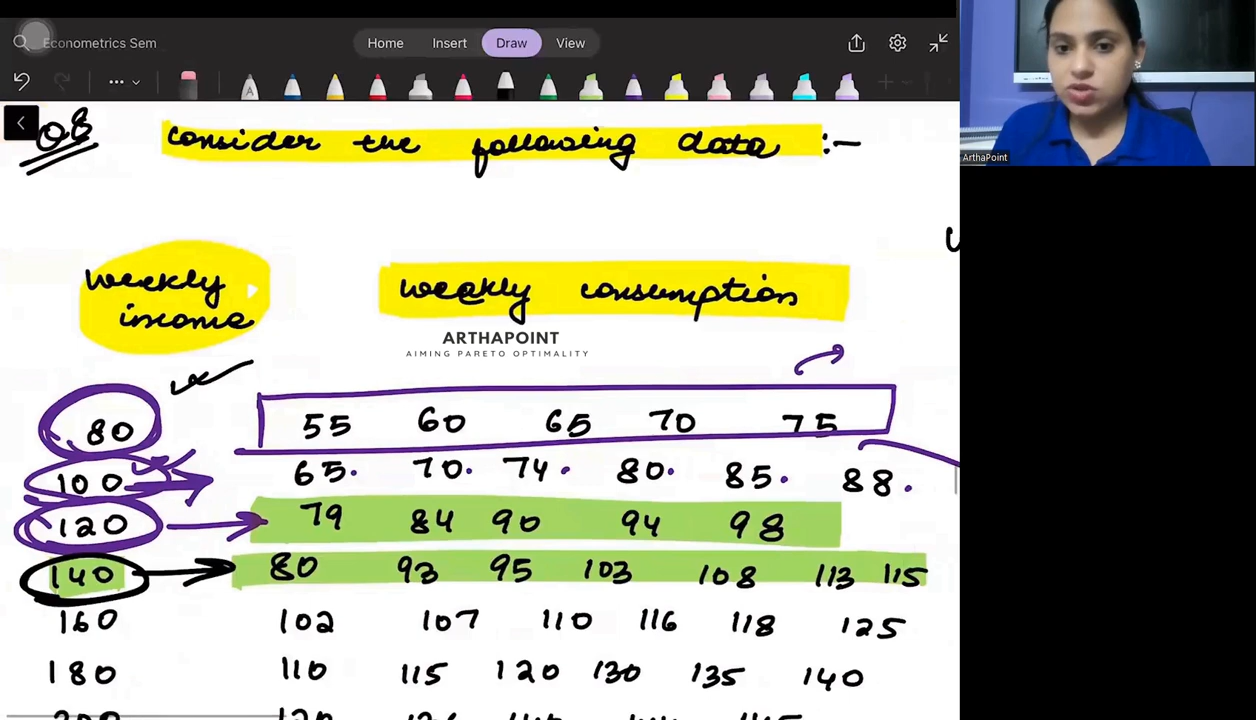 Econometrics Sem
Home Insert Draw View
A
Q8 consider the following data :-
ArthaPoint
weekly income
weekly consumption
ARTHAPOINT
AIMING PARETO OPTIMALITY
80 55 60 65 70 75
100 65 70 74 80 85 88
120 79 84 90 94 98
140 80 93 95 103 108 113 115
160 102 107 110 116 118 125
180 110 115 120 130 135 140